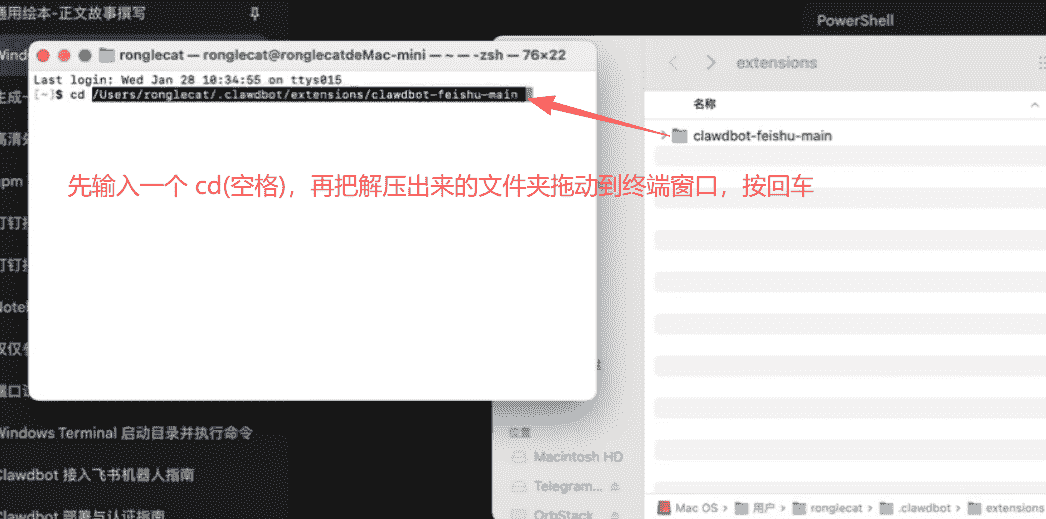 通用绘本-正文故事撰写
PowerShell
ronglecat — ronglecat@ronglecatdeMac-mini — ~ — -zsh — 76×22
Last login: Wed Jan 28 10:34:55 on ttys015
[~]$ cd /Users/ronglecat/.clawdbot/extensions/clawdbot-feishu-main
extensions
名称
clawdbot-feishu-main
先输入一个 cd(空格)，再把解压出来的文件夹拖动到终端窗口，按回车
Windows Terminal 启动目录并执行命令
Clawdbot 接入飞书机器人指南
Clawdbot 部署与认证指南
位置
Macintosh HD
Telegram...
OrbStack
Mac OS › 用户 › ronglecat › .clawdbot › extensions